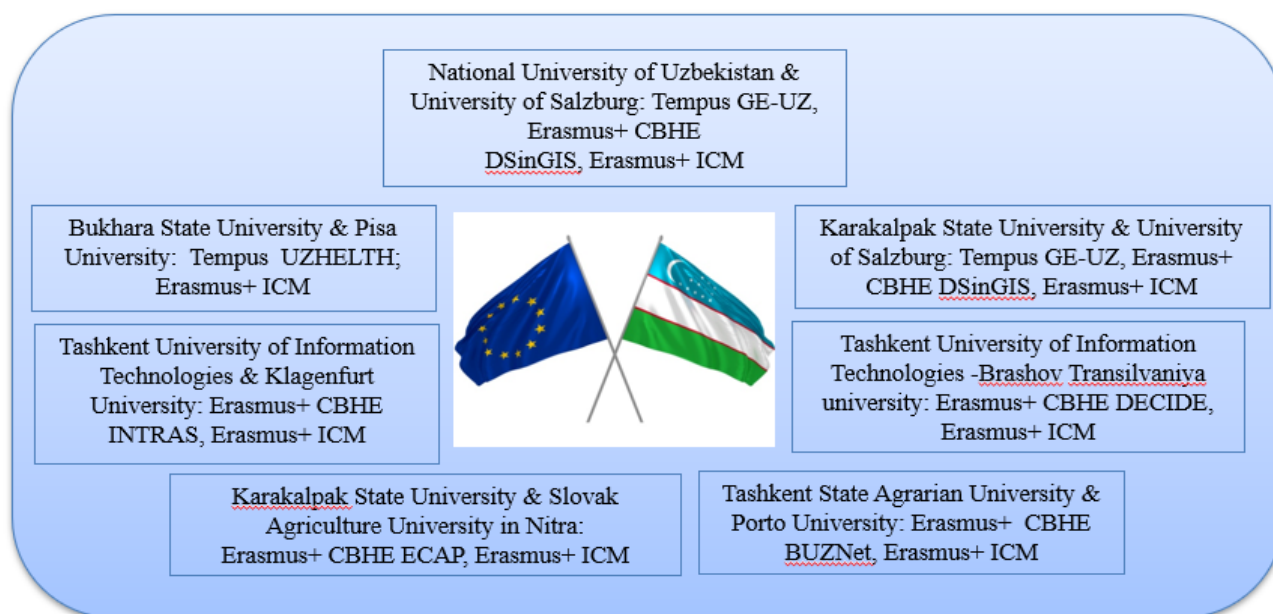 National University of Uzbekistan &
University of Salzburg: Tempus GE-UZ,
Erasmus+ CBHE
DSinGIS, Erasmus+ ICM
Bukhara State University & Pisa
University: Tempus UZHELTH;
Erasmus+ ICM
Karakalpak State University & University
of Salzburg: Tempus GE-UZ, Erasmus+
CBHE DSinGIS, Erasmus+ ICM
Tashkent University of Information
Technologies & Klagenfurt
University: Erasmus+ CBHE
INTRAS, Erasmus+ ICM
Tashkent University of Information
Technologies -Brashov Transilvaniya
university: Erasmus+ CBHE DECIDE,
Erasmus+ ICM
Karakalpak State University & Slovak
Agriculture University in Nitra:
Erasmus+ CBHE ECAP, Erasmus+ ICM
Tashkent State Agrarian University &
Porto University: Erasmus+ CBHE
BUZNet, Erasmus+ ICM